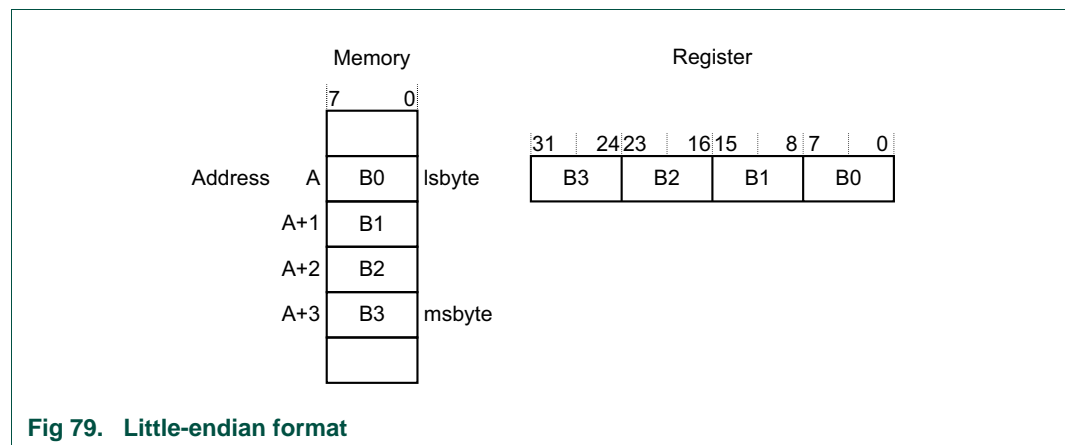 Memory Register
7 0
31 24 23 16 15 8 7 0
Address A B0 lsbyte B3 B2 B1 B0
A+1 B1
A+2 B2
A+3 B3 msbyte
Fig 79. Little-endian format